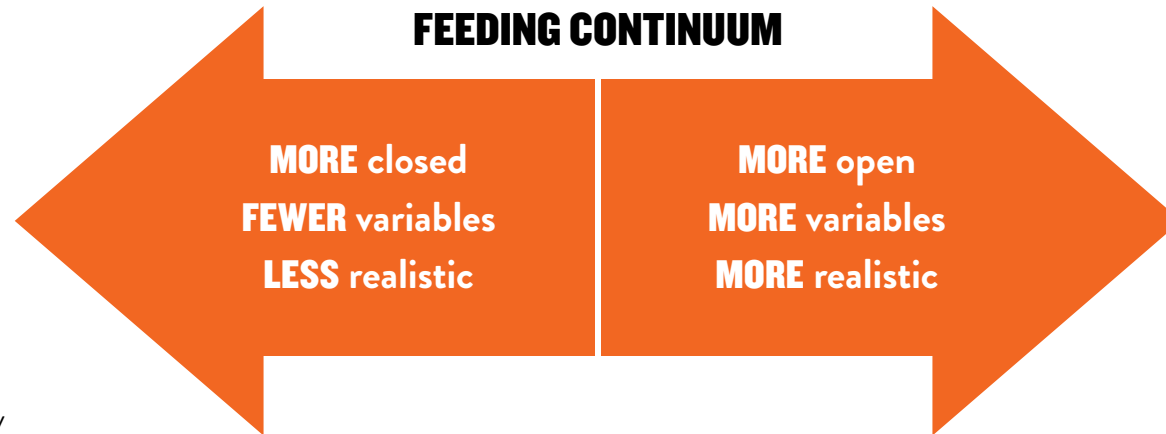 FEEDING CONTINUUM
MORE closed
FEWER variables
LESS realistic
MORE open
MORE variables
MORE realistic